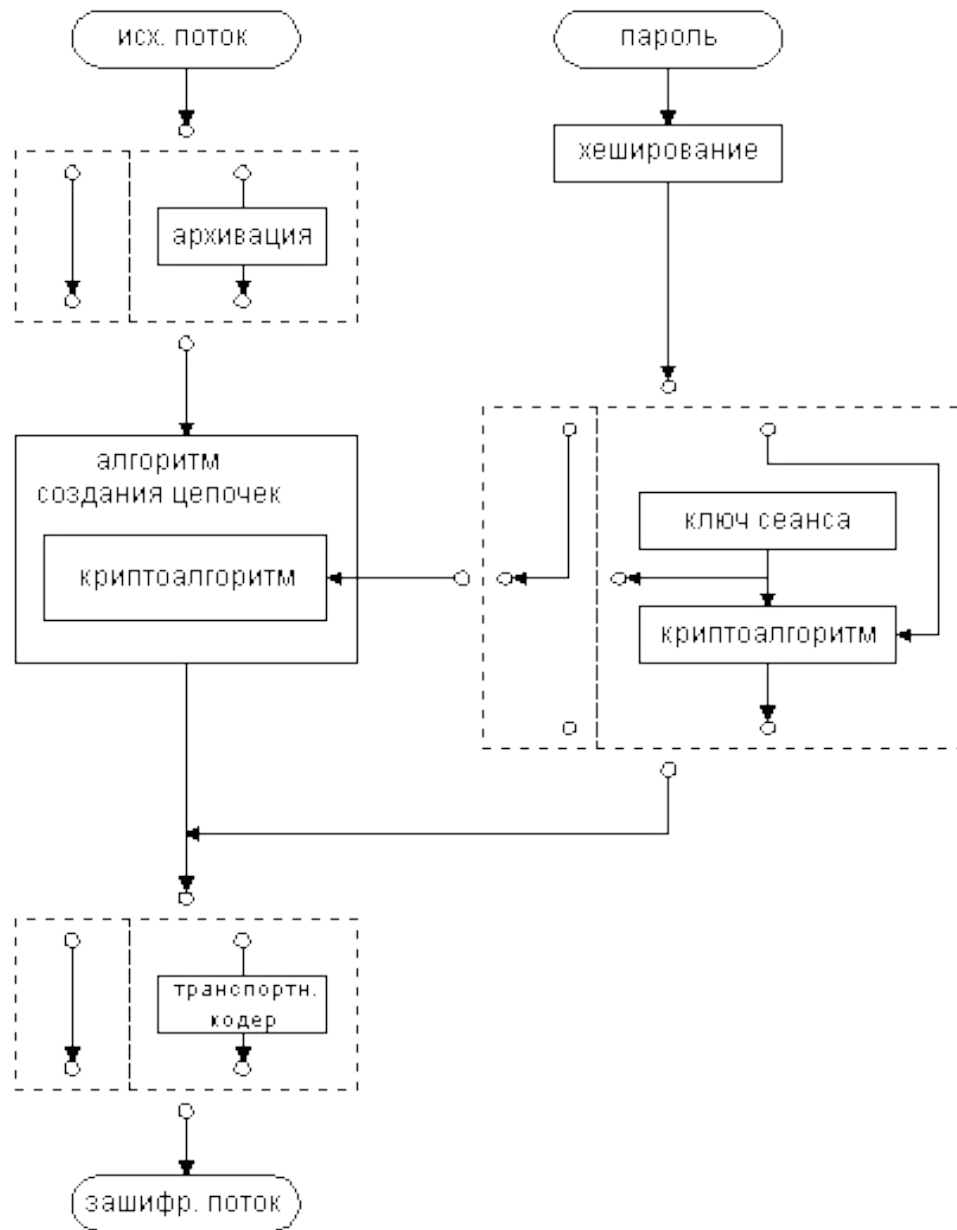 исх. поток
пароль
хеширование
архивация
алгоритм
создания цепочек
криптоалгоритм
ключ сеанса
криптоалгоритм
транспортн.
кодер
зашифр. поток